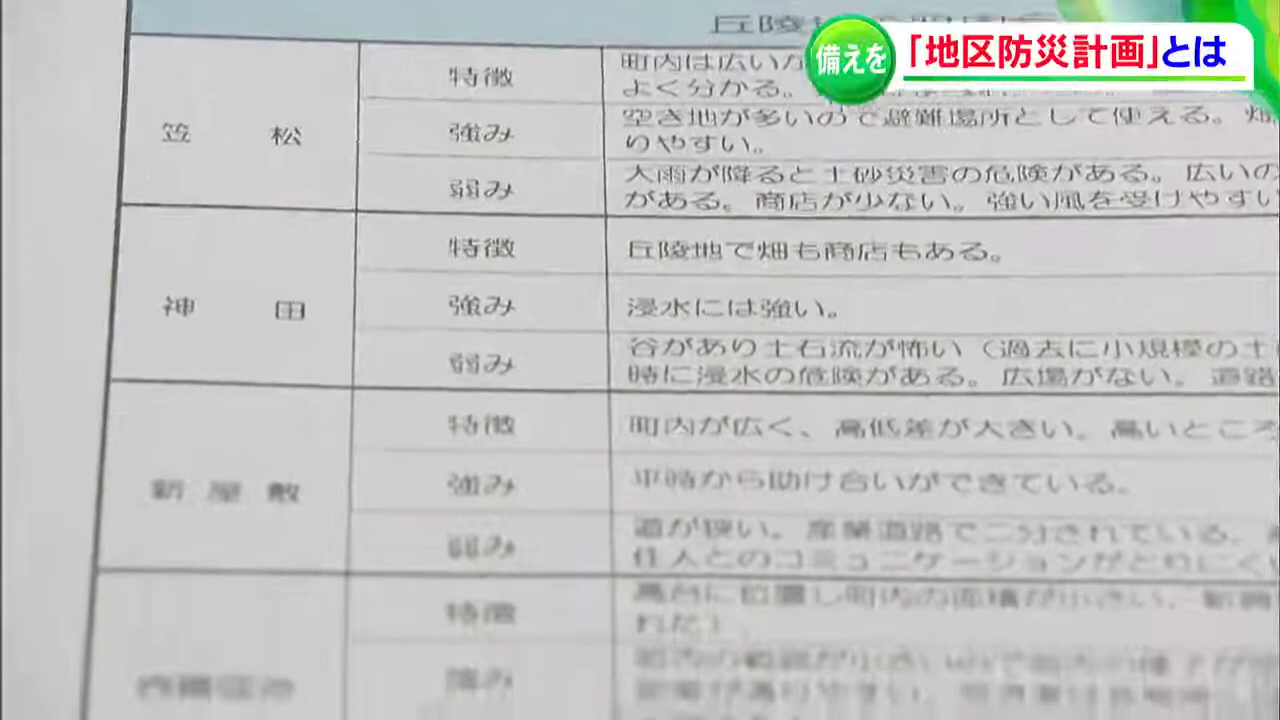 備えを
「地区防災計画」とは
丘陵
笠松
特徴
町内は広いが
よく分かる。
強み
空き地が多いので避難場所として使える。畑
りやすい。
弱み
大雨が降ると土砂災害の危険がある。広いの
がある。商店が少ない。強い風を受けやすい
神田
特徴
丘陵地で畑も商店もある。
強み
浸水には強い。
弱み
谷があり土石流が怖い（過去に小規模の土
時に浸水の危険がある。広場がない。道路
新屋敷
特徴
町内が広く、高低差が大きい。高いところ
強み
平時から助け合いができている。
弱み
道が狭い。産業道路で二分されている。
住人とのコミュニケーションがとりにくい
特徴
高台に位置し町内の面積が小さい。
れた）
強み